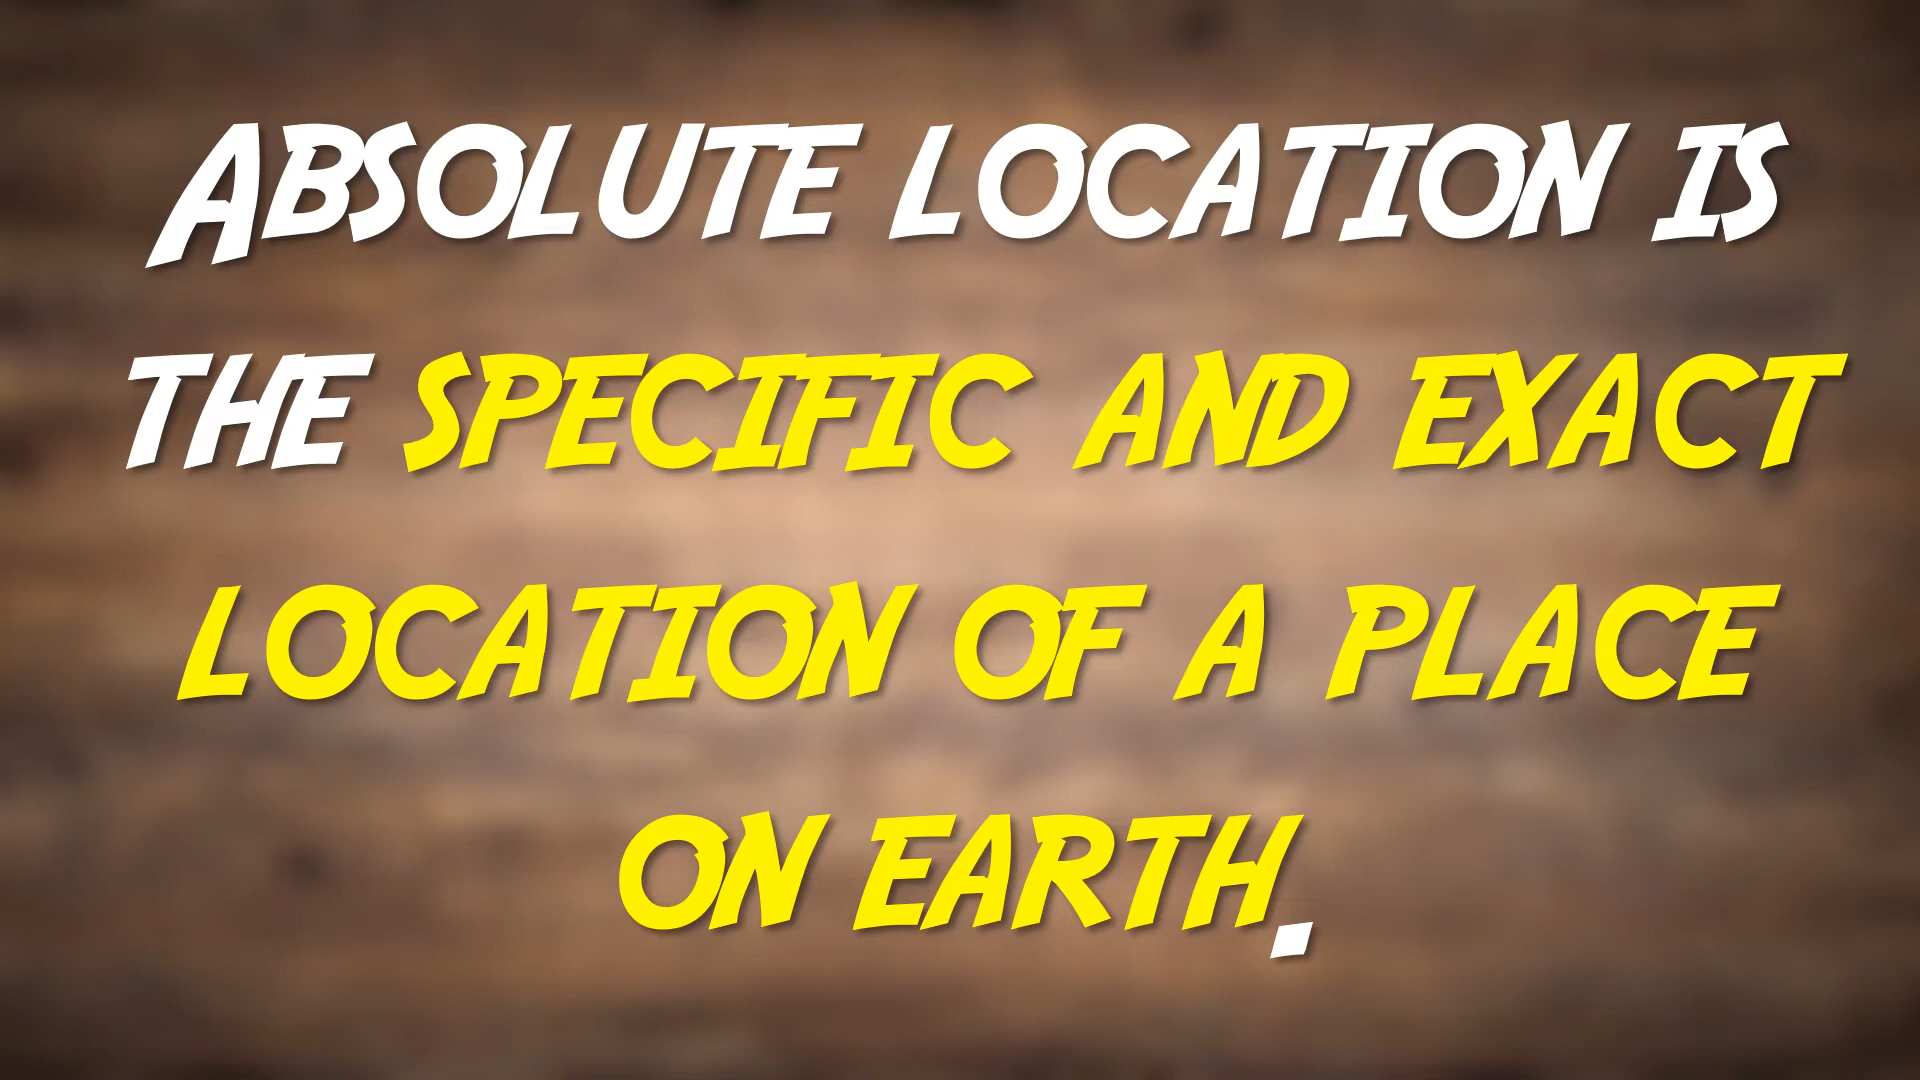 ABSOLUTE LOCATION IS
THE SPECIFIC AND EXACT
LOCATION OF A PLACE
ON EARTH.